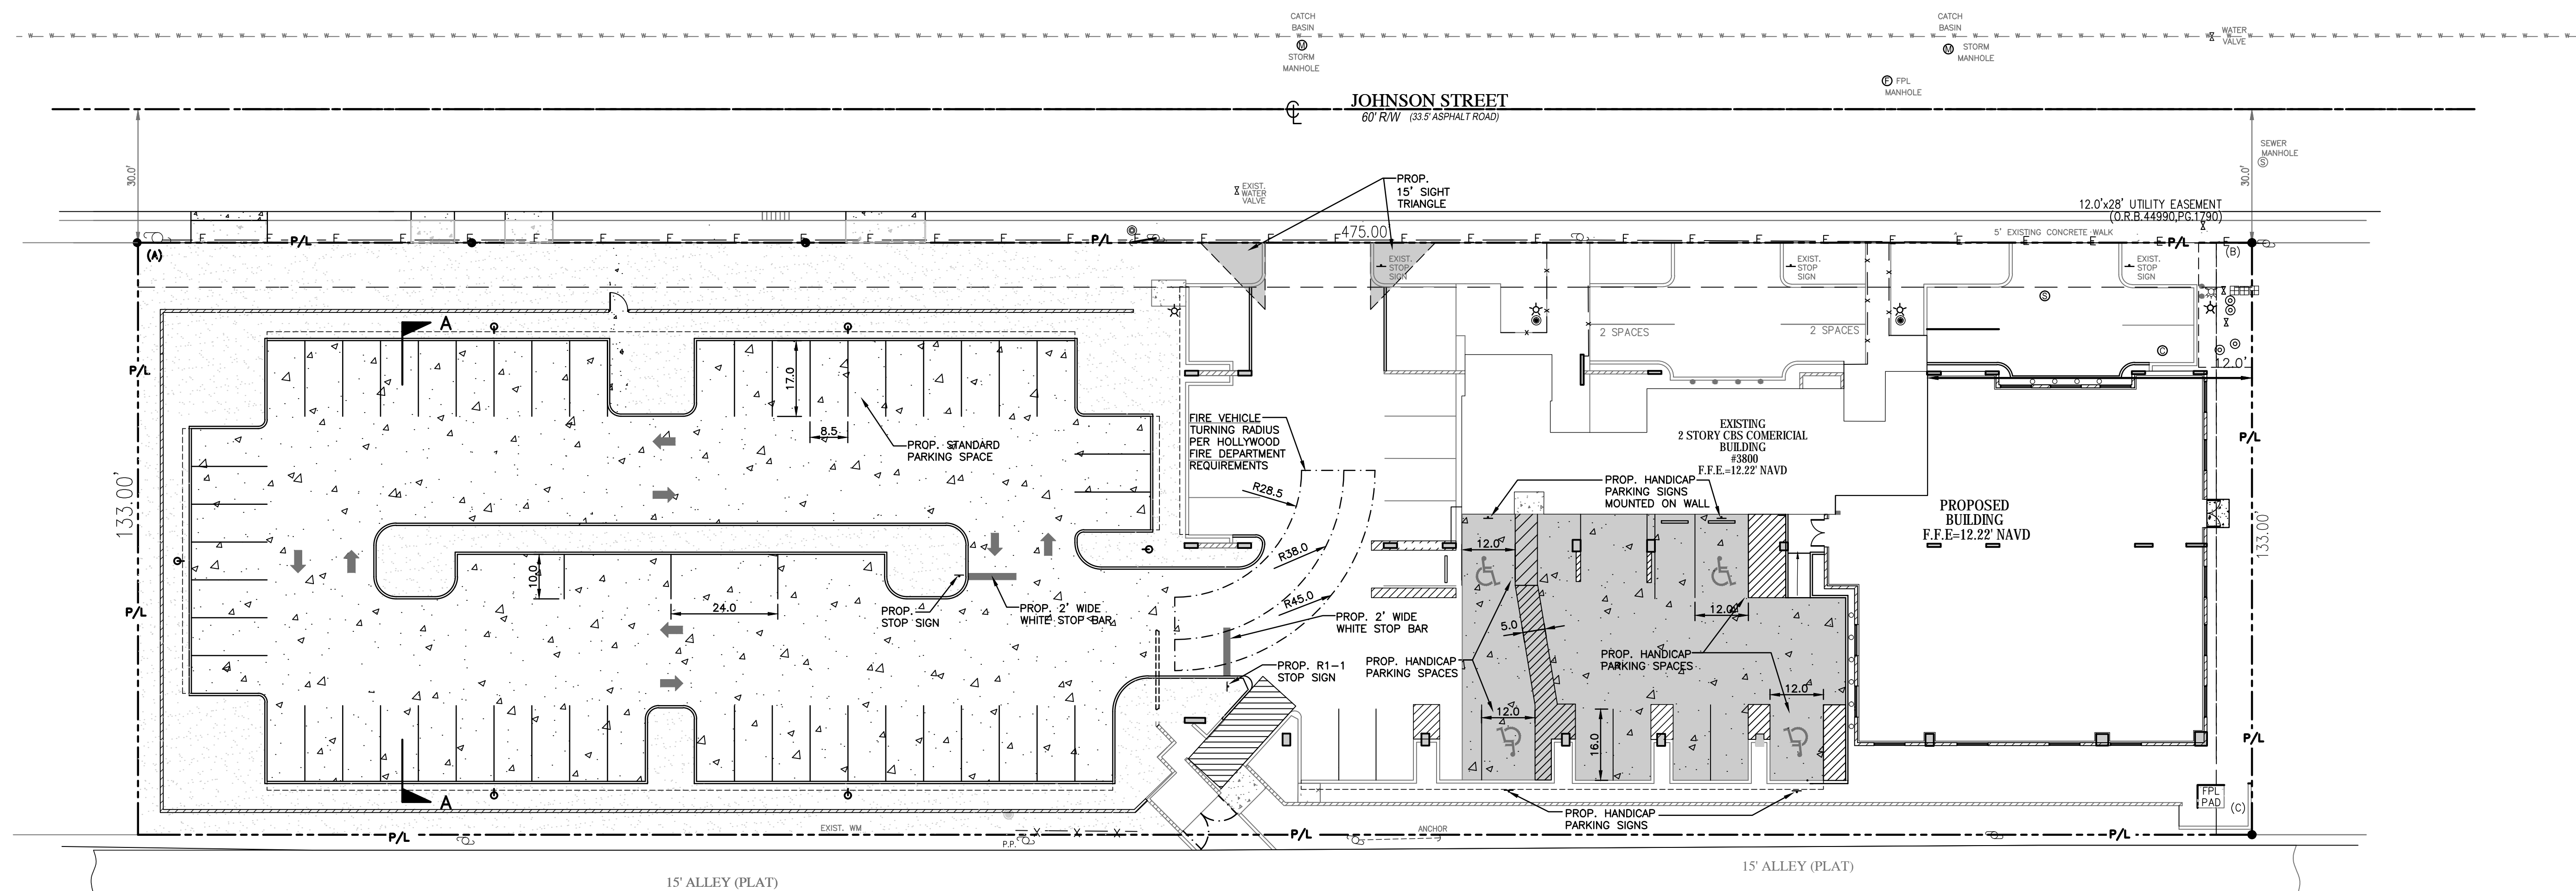 CATCH
BASIN
M
STORM
MANHOLE
CATCH
BASIN
M
STORM
MANHOLE
WATER
VALVE
F FPL
MANHOLE
JOHNSON STREET
60' R/W (33.5' ASPHALT ROAD)
30.0'
30.0'
SEWER
MANHOLE
S
EXIST.
WATER
VALVE
PROP.
15' SIGHT
TRIANGLE
12.0'x28' UTILITY EASEMENT
(O.R.B.44990,PG.1790)
5' EXISTING CONCRETE WALK
475.00'
P/L
P/L
P/L
(A)
(B)
EXIST.
STOP
SIGN
EXIST.
STOP
SIGN
EXIST.
STOP
SIGN
A
S
C
2 SPACES
2 SPACES
12.0'
P/L
17.0
8.5
PROP. STANDARD
PARKING SPACE
FIRE VEHICLE
TURNING RADIUS
PER HOLLYWOOD
FIRE DEPARTMENT
REQUIREMENTS
EXISTING
2 STORY CBS COMERICIAL
BUILDING
#3800
F.F.E.=12.22' NAVD
P/L
PROP. HANDICAP
PARKING SIGNS
MOUNTED ON WALL
R28.5
R38.0
R45.0
133.00'
133.00'
PROPOSED
BUILDING
F.F.E=12.22' NAVD
12.0
12.0
5.0
10.0
24.0
PROP.
STOP SIGN
PROP. 2' WIDE
WHITE STOP BAR
PROP. 2' WIDE
WHITE STOP BAR
P/L
PROP. R1-1
STOP SIGN
PROP. HANDICAP
PARKING SPACES
PROP. HANDICAP
PARKING SPACES
12.0
12.0
16.0
P/L
A
FPL
PAD
(C)
PROP. HANDICAP
PARKING SIGNS
EXIST. WM
ANCHOR
P.P.
P/L
P/L
P/L
15' ALLEY (PLAT)
15' ALLEY (PLAT)